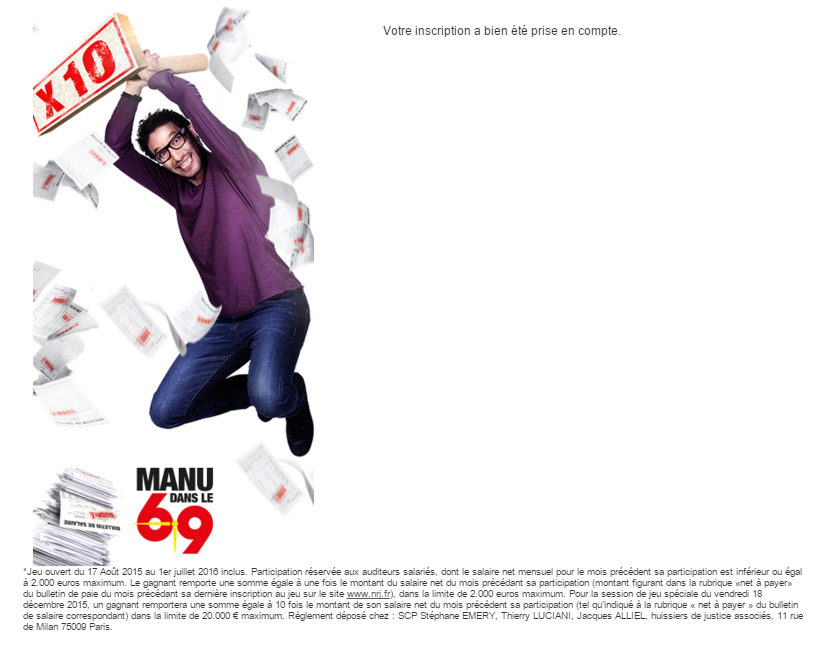 Votre inscription a bien été prise en compte.
X 10
BULLETIN DE SALAIRE
MANU
DANS LE
6 9
*Jeu ouvert du 17 Août 2015 au 1er juillet 2016 inclus. Participation réservée aux auditeurs salariés, dont le salaire net mensuel pour le mois précédent sa participation est inférieur ou égal
à 2.000 euros maximum. Le gagnant remporte une somme égale à une fois le montant du salaire net du mois précédant sa participation (montant figurant dans la rubrique «net à payer»
du bulletin de paie du mois précédant sa dernière inscription au jeu sur le site www.nrj.fr), dans la limite de 2.000 euros maximum. Pour la session de jeu spéciale du vendredi 18
décembre 2015, un gagnant remportera une somme égale à 10 fois le montant de son salaire net du mois précédent sa participation (tel qu'indiqué à la rubrique « net à payer » du bulletin
de salaire correspondant) dans la limite de 20.000 € maximum. Règlement déposé chez : SCP Stéphane EMERY, Thierry LUCIANI, Jacques ALLIEL, huissiers de justice associés, 11 rue
de Milan 75009 Paris.